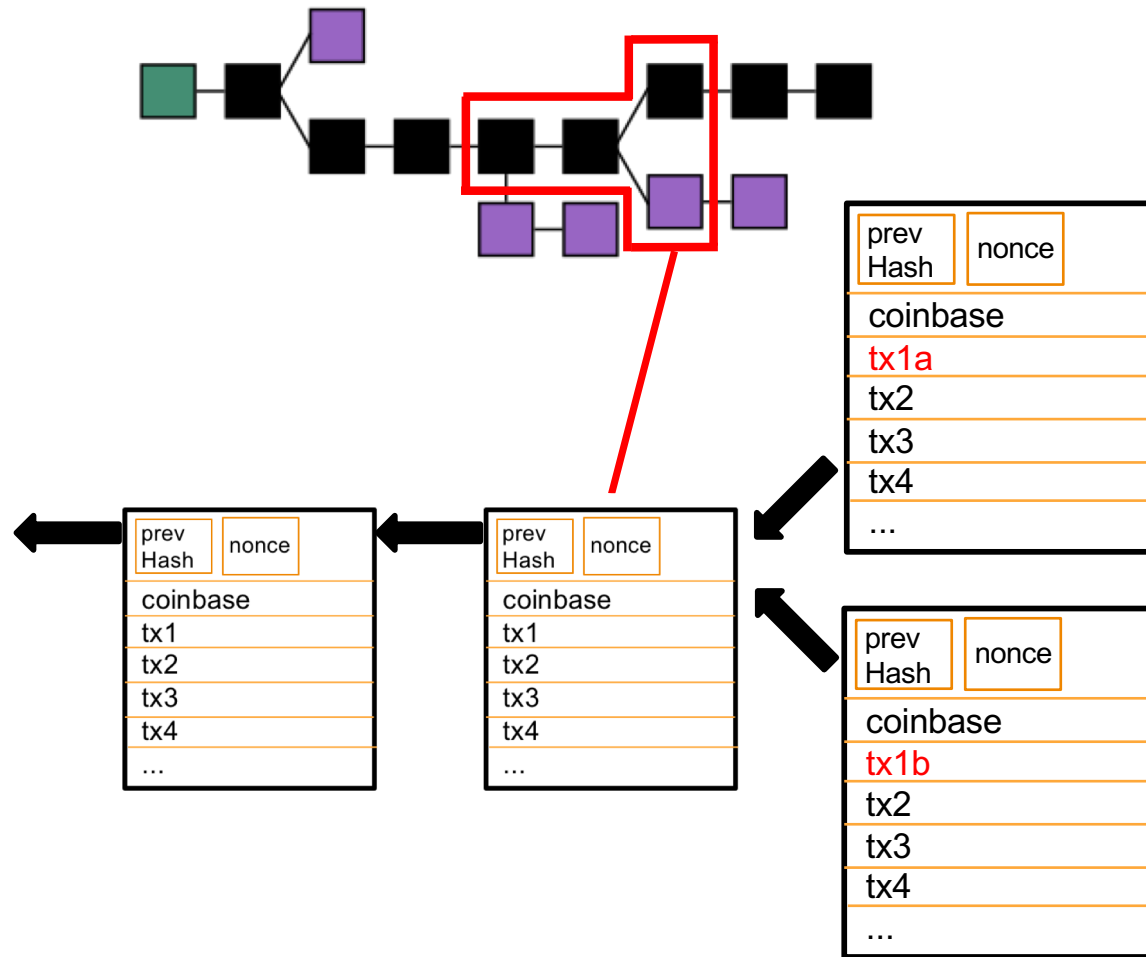 prev
Hash
nonce
coinbase
tx1a
tx2
tx3
tx4
...
prev
Hash
nonce
coinbase
tx1
tx2
tx3
tx4
...
prev
Hash
nonce
coinbase
tx1
tx2
tx3
tx4
...
prev
Hash
nonce
coinbase
tx1b
tx2
tx3
tx4
...